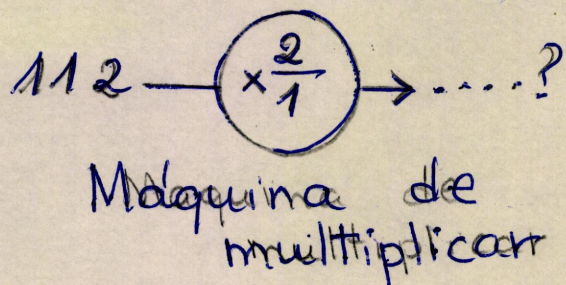 112 × 2/1 .....?
Máquina de
multiplicar